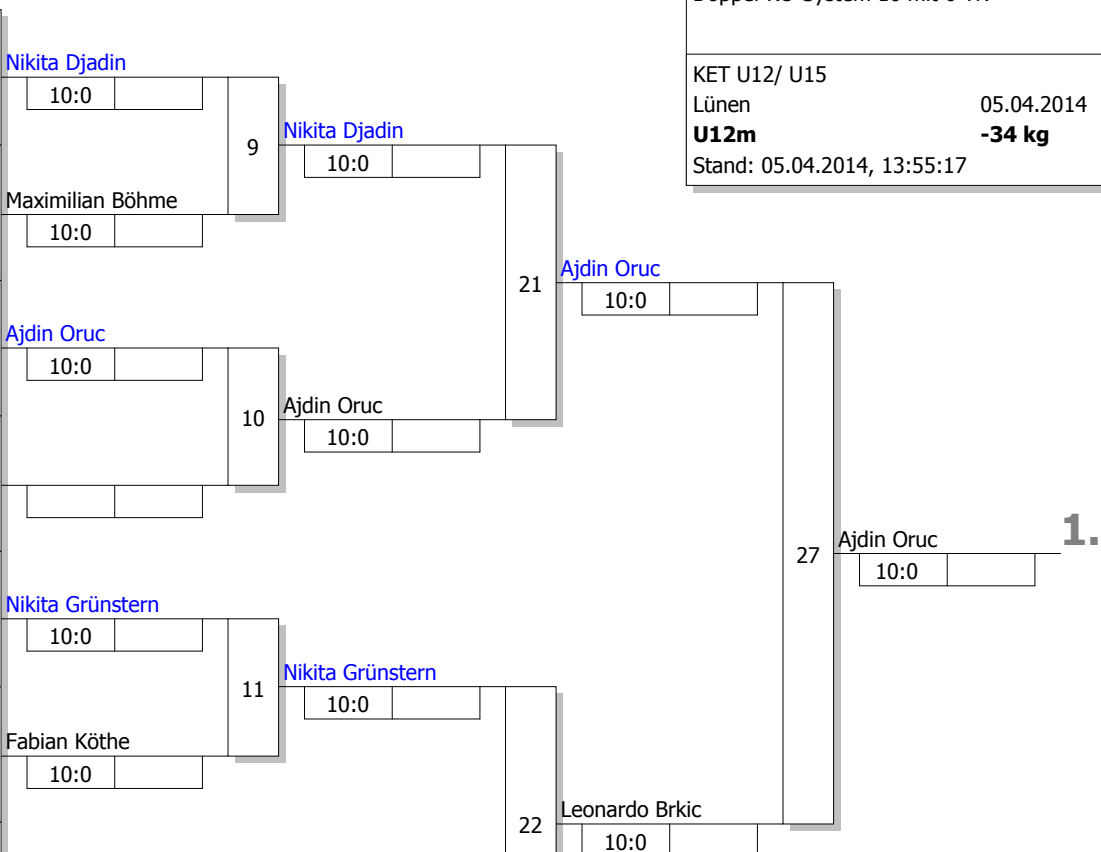 KET U12/ U15
Lünen 05.04.2014
U12m -34 kg
Stand: 05.04.2014, 13:55:17
Nikita Djadin
10:0
9
Nikita Djadin
10:0
Maximilian Böhme
10:0
21
Ajdin Oruc
10:0
Ajdin Oruc
10:0
10
Ajdin Oruc
10:0
27
Ajdin Oruc
1.
10:0
Nikita Grünstern
10:0
11
Nikita Grünstern
10:0
Fabian Köthe
10:0
22
Leonardo Brkic
10:0